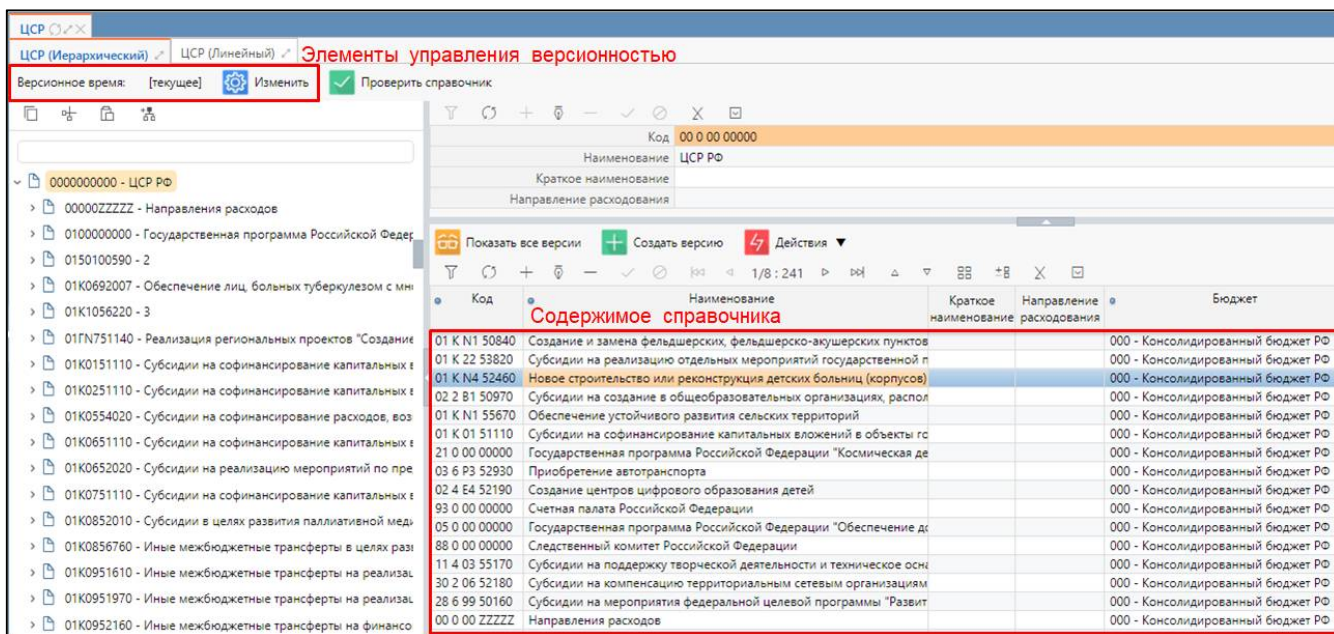 ЦСР
ЦСР (Иерархический) ЦСР (Линейный) Элементы управления версионностью
Версионное время: [текущее] Изменить Проверить справочник
Код 00 0 00 00000
Наименование ЦСР РФ
Краткое наименование
Направление расходования
0000000000 - ЦСР РФ
00000ZZZZZ - Направления расходов
0100000000 - Государственная программа Российской Федер
0150100590 - 2
01К0692007 - Обеспечение лиц, больных туберкулезом с мн
01К1056220 - 3
01ГN751140 - Реализация региональных проектов "Создание
01К0151110 - Субсидии на софинансирование капитальных в
01К0251110 - Субсидии на софинансирование капитальных в
01К0554020 - Субсидии на софинансирование расходов, воз
01К0651110 - Субсидии на софинансирование капитальных в
01К0652020 - Субсидии на реализацию мероприятий по пре
01К0751110 - Субсидии на софинансирование капитальных в
01К0852010 - Субсидии в целях развития паллиативной меди
01К0856760 - Иные межбюджетные трансферты в целях разв
01К0951610 - Иные межбюджетные трансферты на реализац
01К0951970 - Иные межбюджетные трансферты на реализац
01К0952160 - Иные межбюджетные трансферты на финансо
Показать все версии Создать версию Действия ▼
1/8 : 241
Код Наименование Краткое наименование Направление расходования Бюджет
Содержимое справочника
01 К N1 50840 Создание и замена фельдшерских, фельдшерско-акушерских пунктов 000 - Консолидированный бюджет РФ
01 К 22 53820 Субсидии на реализацию отдельных мероприятий государственной п 000 - Консолидированный бюджет РФ
01 К N4 52460 Новое строительство или реконструкция детских больниц (корпусов) 000 - Консолидированный бюджет РФ
02 2 В1 50970 Субсидии на создание в общеобразовательных организациях, распол 000 - Консолидированный бюджет РФ
01 К N1 55670 Обеспечение устойчивого развития сельских территорий 000 - Консолидированный бюджет РФ
01 К 01 51110 Субсидии на софинансирование капитальных вложений в объекты го 000 - Консолидированный бюджет РФ
21 0 00 00000 Государственная программа Российской Федерации "Космическая де 000 - Консолидированный бюджет РФ
03 6 Р3 52930 Приобретение автотранспорта 000 - Консолидированный бюджет РФ
02 4 Е4 52190 Создание центров цифрового образования детей 000 - Консолидированный бюджет РФ
93 0 00 00000 Счетная палата Российской Федерации 000 - Консолидированный бюджет РФ
05 0 00 00000 Государственная программа Российской Федерации "Обеспечение до 000 - Консолидированный бюджет РФ
88 0 00 00000 Следственный комитет Российской Федерации 000 - Консолидированный бюджет РФ
11 4 03 55170 Субсидии на поддержку творческой деятельности и техническое осна 000 - Консолидированный бюджет РФ
30 2 06 52180 Субсидии на компенсацию территориальным сетевым организациям 000 - Консолидированный бюджет РФ
28 6 99 50160 Субсидии на мероприятия федеральной целевой программы "Развит 000 - Консолидированный бюджет РФ
00 0 00 ZZZZZ Направления расходов 000 - Консолидированный бюджет РФ